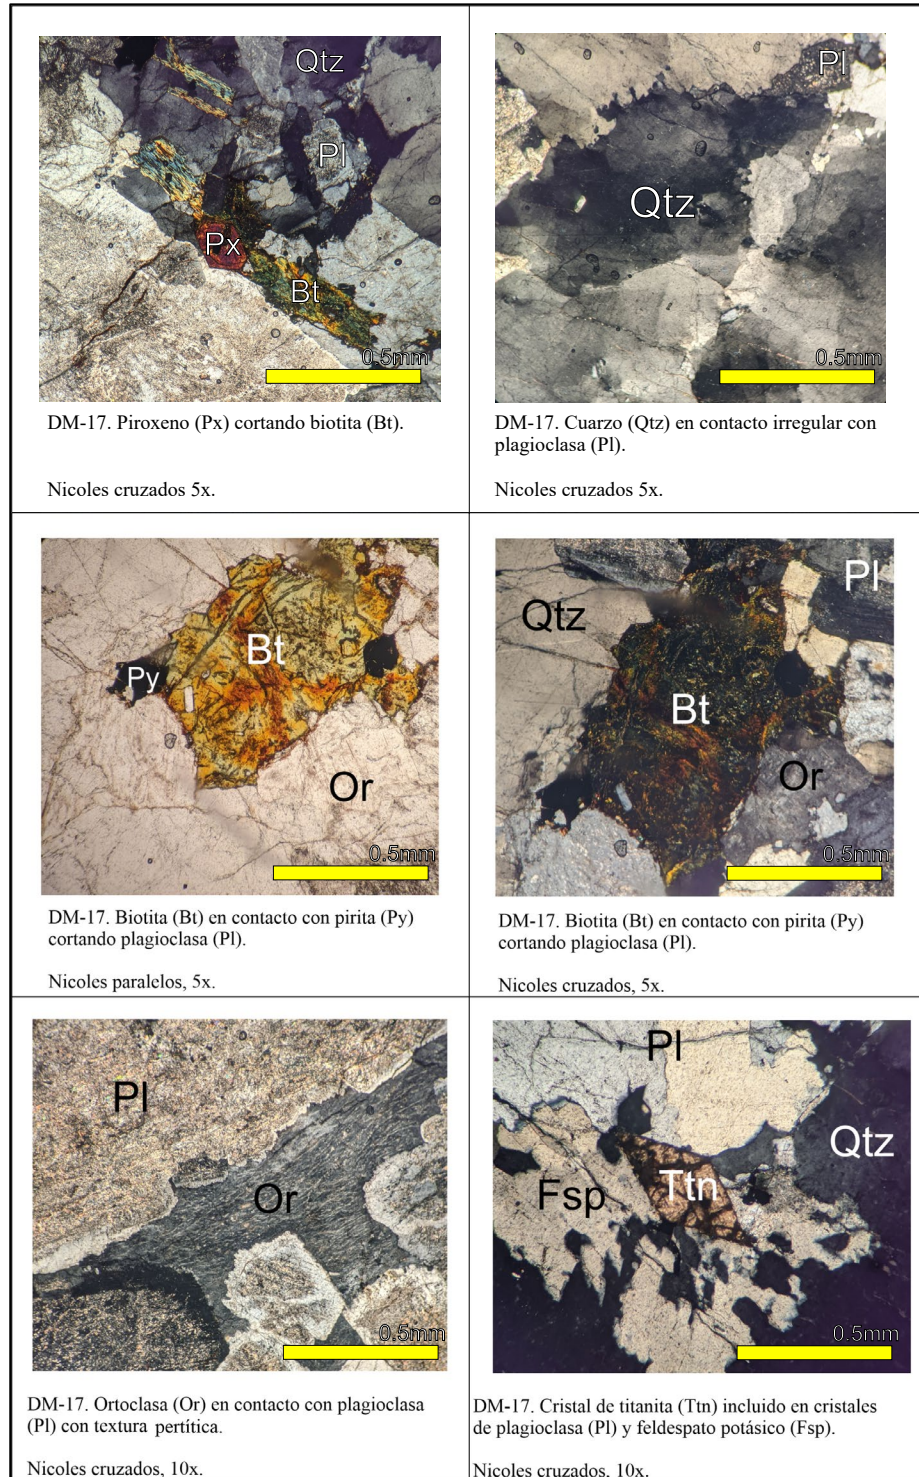 Qtz
Pl
Px
Bt
0.5mm
DM-17. Piroxeno (Px) cortando biotita (Bt).
Nicoles cruzados 5x.
Pl
Qtz
0.5mm
DM-17. Cuarzo (Qtz) en contacto irregular con
plagioclasa (Pl).
Nicoles cruzados 5x.
Bt
Py
Or
0.5mm
DM-17. Biotita (Bt) en contacto con pirita (Py)
cortando plagioclasa (Pl).
Nicoles paralelos, 5x.
Pl
Qtz
Bt
Or
0.5mm
DM-17. Biotita (Bt) en contacto con pirita (Py)
cortando plagioclasa (Pl).
Nicoles cruzados, 5x.
Pl
Or
0.5mm
DM-17. Ortoclasa (Or) en contacto con plagioclasa
(Pl) con textura pertítica.
Nicoles cruzados, 10x.
Pl
Qtz
Ttn
Fsp
0.5mm
DM-17. Cristal de titanita (Ttn) incluido en cristales
de plagioclasa (Pl) y feldespato potásico (Fsp).
Nicoles cruzados, 10x.